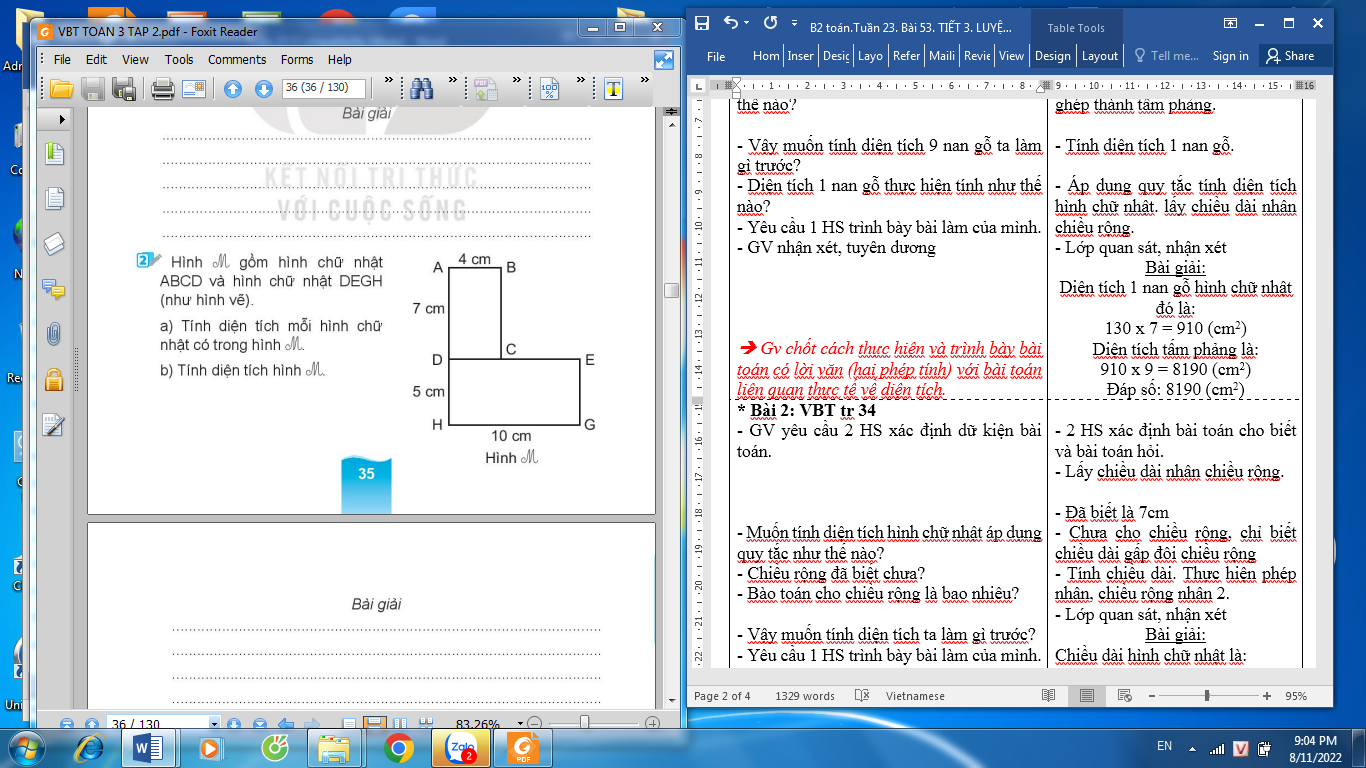 VBT TOAN 3 TAP 2.pdf - Foxit Reader
File Edit View Tools Comments Forms Help
36 (36 / 130)
Bài giải
KẾT NỐI TRI THỨC
VỚI CUỘC SỐNG
2 Hình ℳ gồm hình chữ nhật
ABCD và hình chữ nhật DEGH
(như hình vẽ).
a) Tính diện tích mỗi hình chữ
nhật có trong hình ℳ.
b) Tính diện tích hình ℳ.
4 cm
A B
7 cm
D C E
5 cm
H G
10 cm
Hình ℳ
35
Bài giải
36 / 130 83.26%
B2 toán.Tuần 23. Bài 53. TIẾT 3. LUYỆ...
Table Tools
File Hom Inser Desig Layo Refer Maili Revie View Design Layout Tell me... Sign in Share
thế nào?
- Vậy muốn tính diện tích 9 nan gỗ ta làm
gì trước?
- Diện tích 1 nan gỗ thực hiện tính như thế
nào?
- Yêu cầu 1 HS trình bày bài làm của mình.
- GV nhận xét, tuyên dương
➔ Gv chốt cách thực hiện và trình bày bài
toán có lời văn (hai phép tính) với bài toán
liên quan thực tế về diện tích.
ghép thành tấm phảng.
- Tính diện tích 1 nan gỗ.
- Áp dụng quy tắc tính diện tích
hình chữ nhật. lấy chiều dài nhân
chiều rộng.
- Lớp quan sát, nhận xét
Bài giải:
Diện tích 1 nan gỗ hình chữ nhật
đó là:
130 x 7 = 910 (cm²)
Diện tích tẩm phảng là:
910 x 9 = 8190 (cm²)
Đáp số: 8190 (cm²)
* Bài 2: VBT tr 34
- GV yêu cầu 2 HS xác định dữ kiện bài
toán.
- Muốn tính diện tích hình chữ nhật áp dụng
quy tắc như thế nào?
- Chiều rộng đã biết chưa?
- Bào toán cho chiều rộng là bao nhiêu?
- Vậy muốn tính diện tích ta làm gì trước?
- Yêu cầu 1 HS trình bày bài làm của mình.
- 2 HS xác định bài toán cho biết
và bài toán hỏi.
- Lấy chiều dài nhân chiều rộng.
- Đã biết là 7cm
- Chưa cho chiều rộng, chỉ biết
chiều dài gấp đôi chiều rộng
- Tính chiều dài. Thực hiện phép
nhân, chiều rộng nhân 2.
- Lớp quan sát, nhận xét
Bài giải:
Chiều dài hình chữ nhật là:
Page 2 of 4 1329 words Vietnamese 95%
Zalo 2
PDF
EN
9:04 PM
8/11/2022